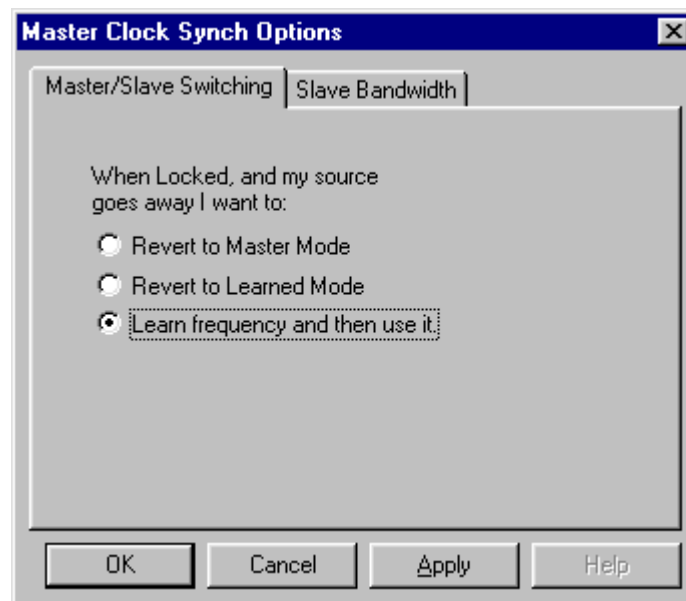 Master Clock Synch Options
Master/Slave Switching
Slave Bandwidth
When Locked, and my source
goes away I want to:
Revert to Master Mode
Revert to Learned Mode
Learn frequency and then use it.
OK
Cancel
Apply
Help